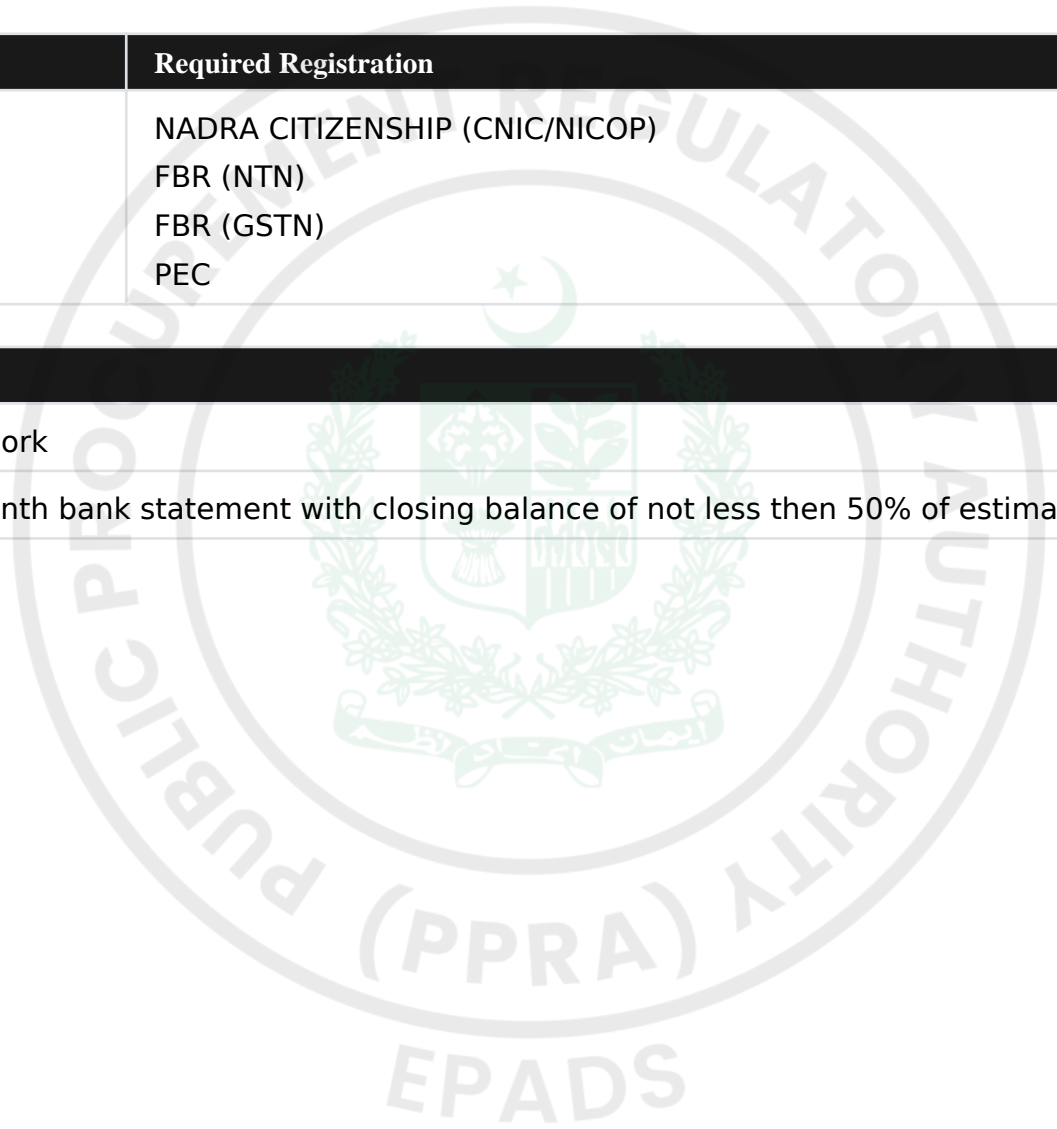 Required Registration
NADRA CITIZENSHIP (CNIC/NICOP)
FBR (NTN)
FBR (GSTN)
PEC
ork
nth bank statement with closing balance of not less then 50% of estima
PUBLIC PROCUREMENT REGULATORY AUTHORITY
(PPRA)
EPADS